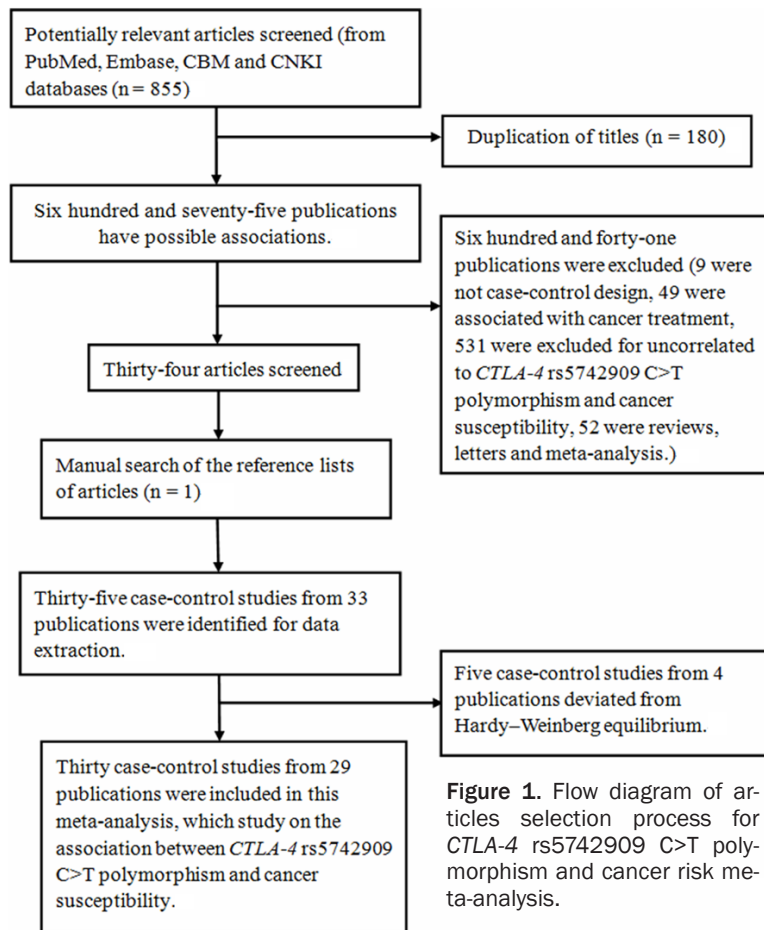 Potentially relevant articles screened (from
PubMed, Embase, CBM and CNKI
databases (n = 855)
Duplication of titles (n = 180)
Six hundred and seventy-five publications
have possible associations.
Six hundred and forty-one
publications were excluded (9 were
not case-control design, 49 were
associated with cancer treatment,
531 were excluded for uncorrelated
to CTLA-4 rs5742909 C>T
polymorphism and cancer
susceptibility, 52 were reviews,
letters and meta-analysis.)
Thirty-four articles screened
Manual search of the reference lists
of articles (n = 1)
Thirty-five case-control studies from 33
publications were identified for data
extraction.
Five case-control studies from 4
publications deviated from
Hardy–Weinberg equilibrium.
Thirty case-control studies from 29
publications were included in this
meta-analysis, which study on the
association between CTLA-4 rs5742909
C>T polymorphism and cancer
susceptibility.
Figure 1. Flow diagram of ar-
ticles selection process for
CTLA-4 rs5742909 C>T poly-
morphism and cancer risk me-
ta-analysis.